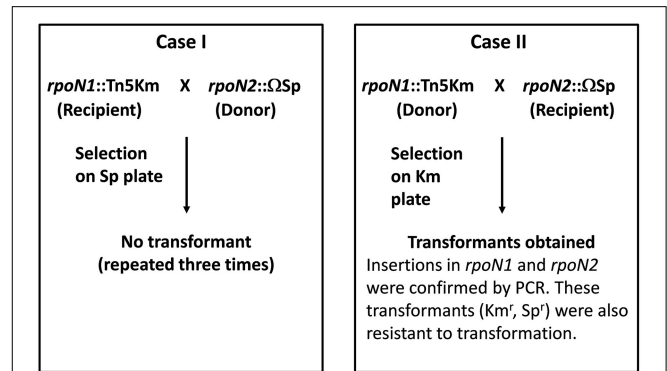 Case I
rpoN1::Tn5Km X rpoN2::ΩSp
(Recipient) (Donor)
Selection
on Sp plate
No transformant
(repeated three times)
Case II
rpoN1::Tn5Km X rpoN2::ΩSp
(Donor) (Recipient)
Selection
on Km
plate
Transformants obtained
Insertions in rpoN1 and rpoN2
were confirmed by PCR. These
transformants (Kmʳ, Spʳ) were also
resistant to transformation.